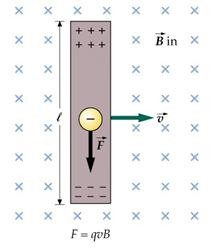 + + +
+ + +
B⃗ in
ℓ
−
v⃗
F⃗
− − −
− − −
F = qvB